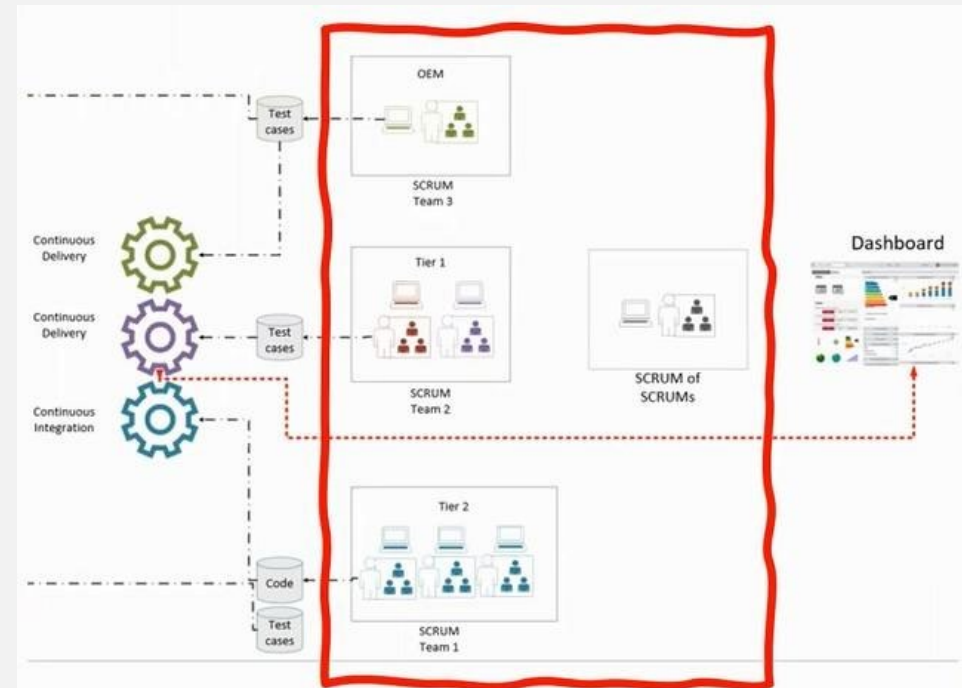 OEM
Test
cases
SCRUM
Team 3
Continuous
Delivery
Tier 1
Dashboard
Continuous
Delivery
Test
cases
SCRUM
Team 2
SCRUM of
SCRUMs
Continuous
Integration
Tier 2
Code
Test
cases
SCRUM
Team 1